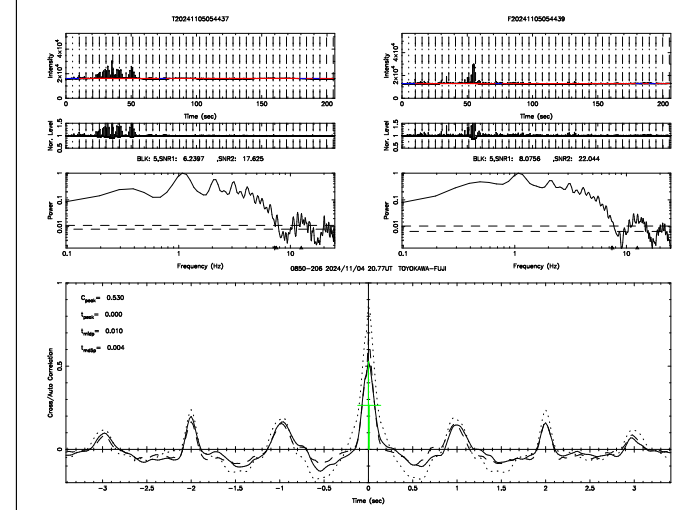 T20241105054437
F20241105054439
Intensity
0
2×10⁴
4×10⁴
0 50 100 150 200
Time (sec)
Intensity
0
2×10⁴
4×10⁴
0 50 100 150 200
Time (sec)
Nor. Level
0.5 1 1.5
Nor. Level
0.5 1 1.5
BLK: 5,SNR1: 6.2397 ,SNR2: 17.625
BLK: 5,SNR1: 8.0756 ,SNR2: 22.044
Power
1
0.1
0.01
0.1 1 10
Frequency (Hz)
Power
1
0.1
0.01
0.1 1 10
Frequency (Hz)
0850-206 2024/11/04 20.77UT TOYOKAWA-FUJI
Cpeak= 0.530
tpeak= 0.000
tmidp= 0.010
Cross/Auto Correlation
1
0.5
0
-3 -2.5 -2 -1.5 -1 -0.5 0 0.5 1 1.5 2 2.5 3
Time (sec)